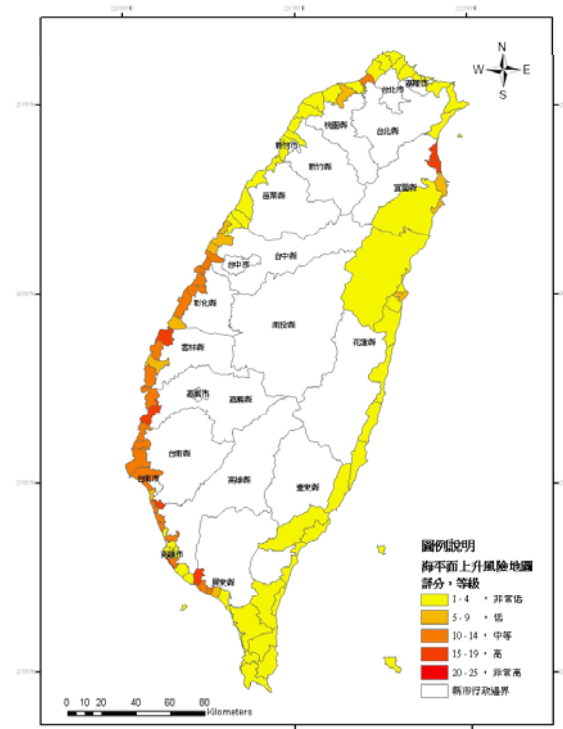 N
W E
S
基隆市
台北市
桃園縣
台北縣
新竹市
新竹縣
宜蘭縣
苗栗縣
台中縣
台中市
彰化縣
南投縣
花蓮縣
雲林縣
嘉義市
嘉義縣
台南縣
台南市
高雄縣
臺東縣
高雄市
屏東縣
圖例說明
海平面上升風險地圖
評分，等級
1 - 4 ，非常低
5 - 9 ，低
10 - 14 ，中等
15 - 19 ，高
20 - 25 ，非常高
縣市行政邊界
0 10 20 40 60 80
Kilometers